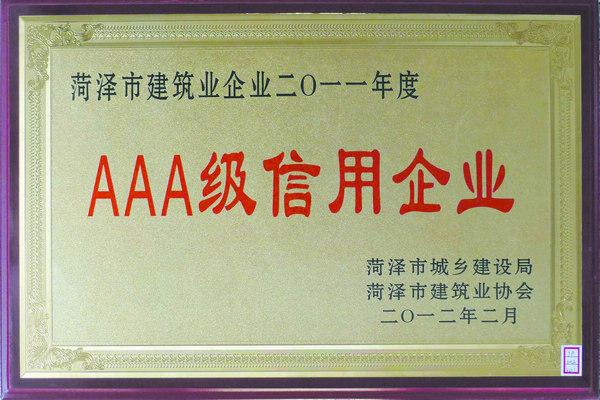 菏泽市建筑业企业二〇一一年度
AAA级信用企业
菏泽市城乡建设局
菏泽市建筑业协会
二〇一二年二月